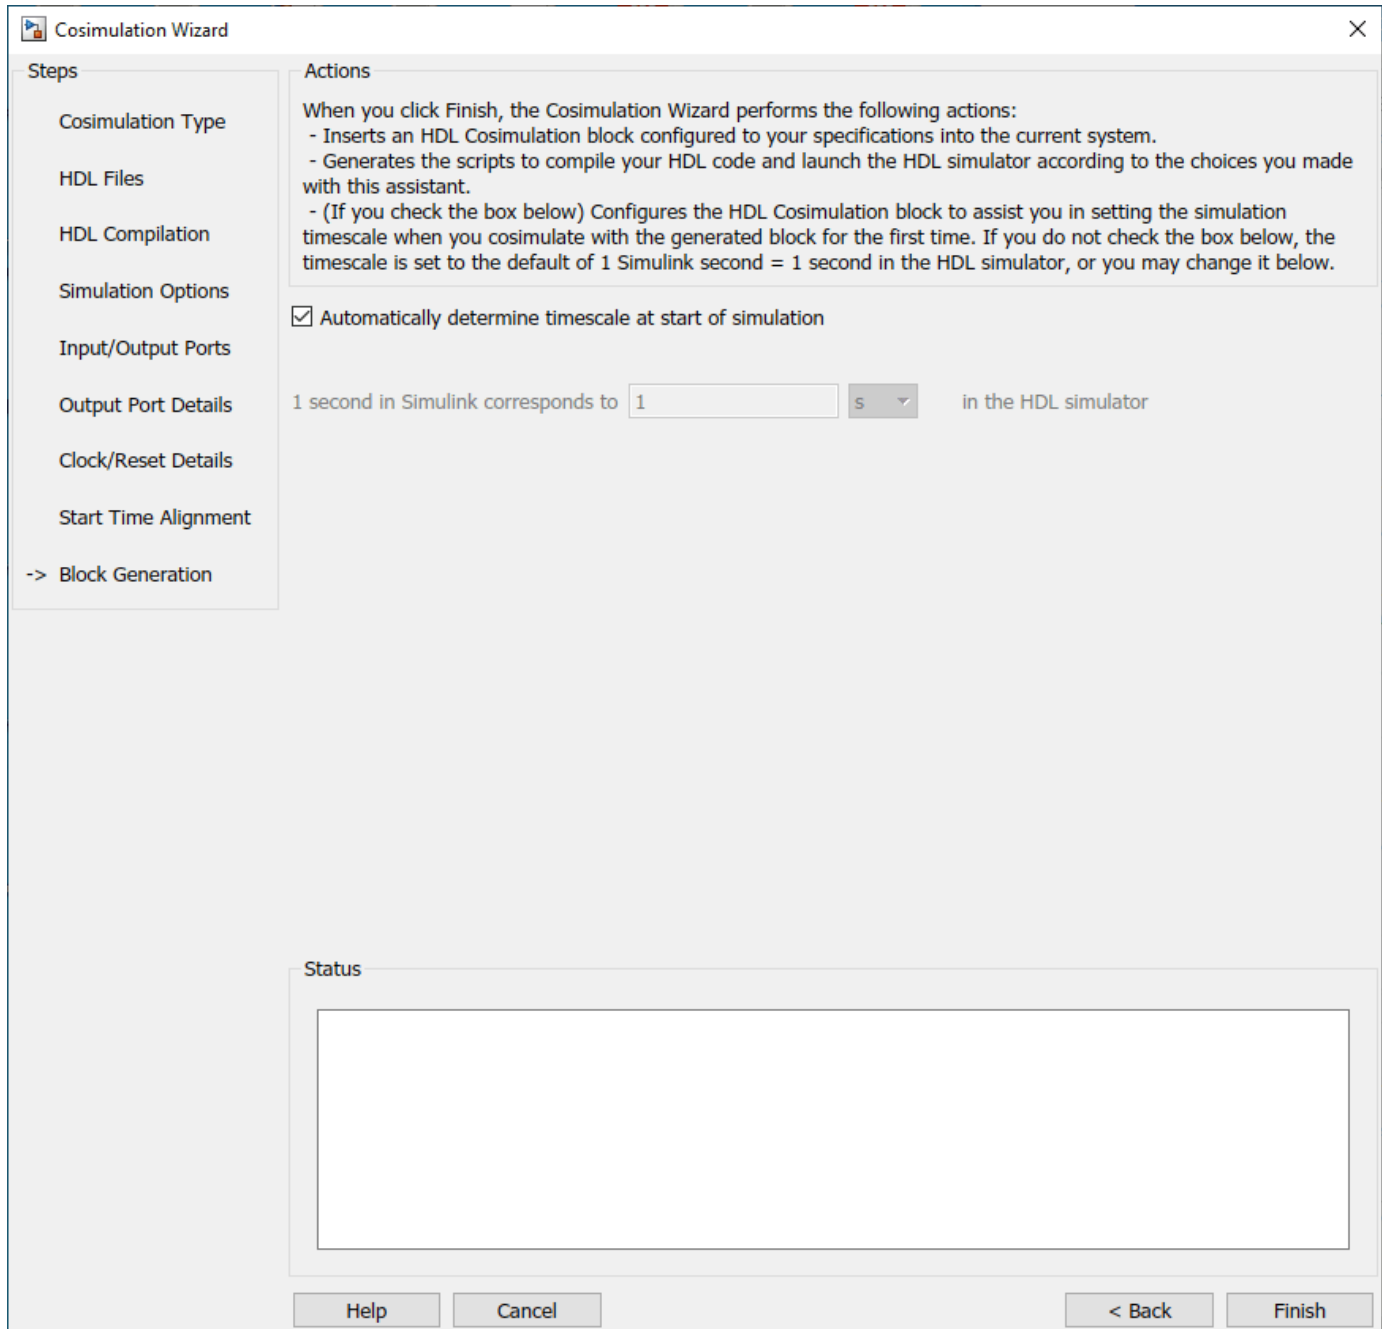 Cosimulation Wizard
Steps
Cosimulation Type
HDL Files
HDL Compilation
Simulation Options
Input/Output Ports
Output Port Details
Clock/Reset Details
Start Time Alignment
-> Block Generation
Actions
When you click Finish, the Cosimulation Wizard performs the following actions:
- Inserts an HDL Cosimulation block configured to your specifications into the current system.
- Generates the scripts to compile your HDL code and launch the HDL simulator according to the choices you made
with this assistant.
- (If you check the box below) Configures the HDL Cosimulation block to assist you in setting the simulation
timescale when you cosimulate with the generated block for the first time. If you do not check the box below, the
timescale is set to the default of 1 Simulink second = 1 second in the HDL simulator, or you may change it below.
Automatically determine timescale at start of simulation
1 second in Simulink corresponds to 1 s in the HDL simulator
Status
Help Cancel < Back Finish